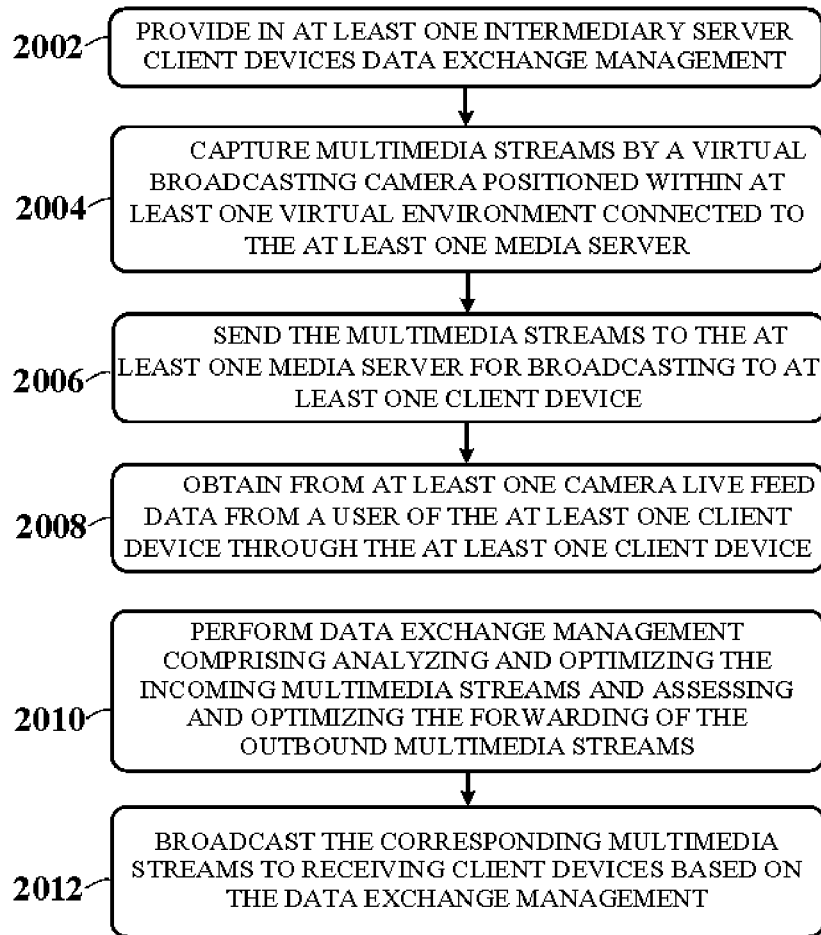 2002
PROVIDE IN AT LEAST ONE INTERMEDIARY SERVER
CLIENT DEVICES DATA EXCHANGE MANAGEMENT
2004
CAPTURE MULTIMEDIA STREAMS BY A VIRTUAL
BROADCASTING CAMERA POSITIONED WITHIN AT
LEAST ONE VIRTUAL ENVIRONMENT CONNECTED TO
THE AT LEAST ONE MEDIA SERVER
2006
SEND THE MULTIMEDIA STREAMS TO THE AT
LEAST ONE MEDIA SERVER FOR BROADCASTING TO AT
LEAST ONE CLIENT DEVICE
2008
OBTAIN FROM AT LEAST ONE CAMERA LIVE FEED
DATA FROM A USER OF THE AT LEAST ONE CLIENT
DEVICE THROUGH THE AT LEAST ONE CLIENT DEVICE
2010
PERFORM DATA EXCHANGE MANAGEMENT
COMPRISING ANALYZING AND OPTIMIZING THE
INCOMING MULTIMEDIA STREAMS AND ASSESSING
AND OPTIMIZING THE FORWARDING OF THE
OUTBOUND MULTIMEDIA STREAMS
2012
BROADCAST THE CORRESPONDING MULTIMEDIA
STREAMS TO RECEIVING CLIENT DEVICES BASED ON
THE DATA EXCHANGE MANAGEMENT